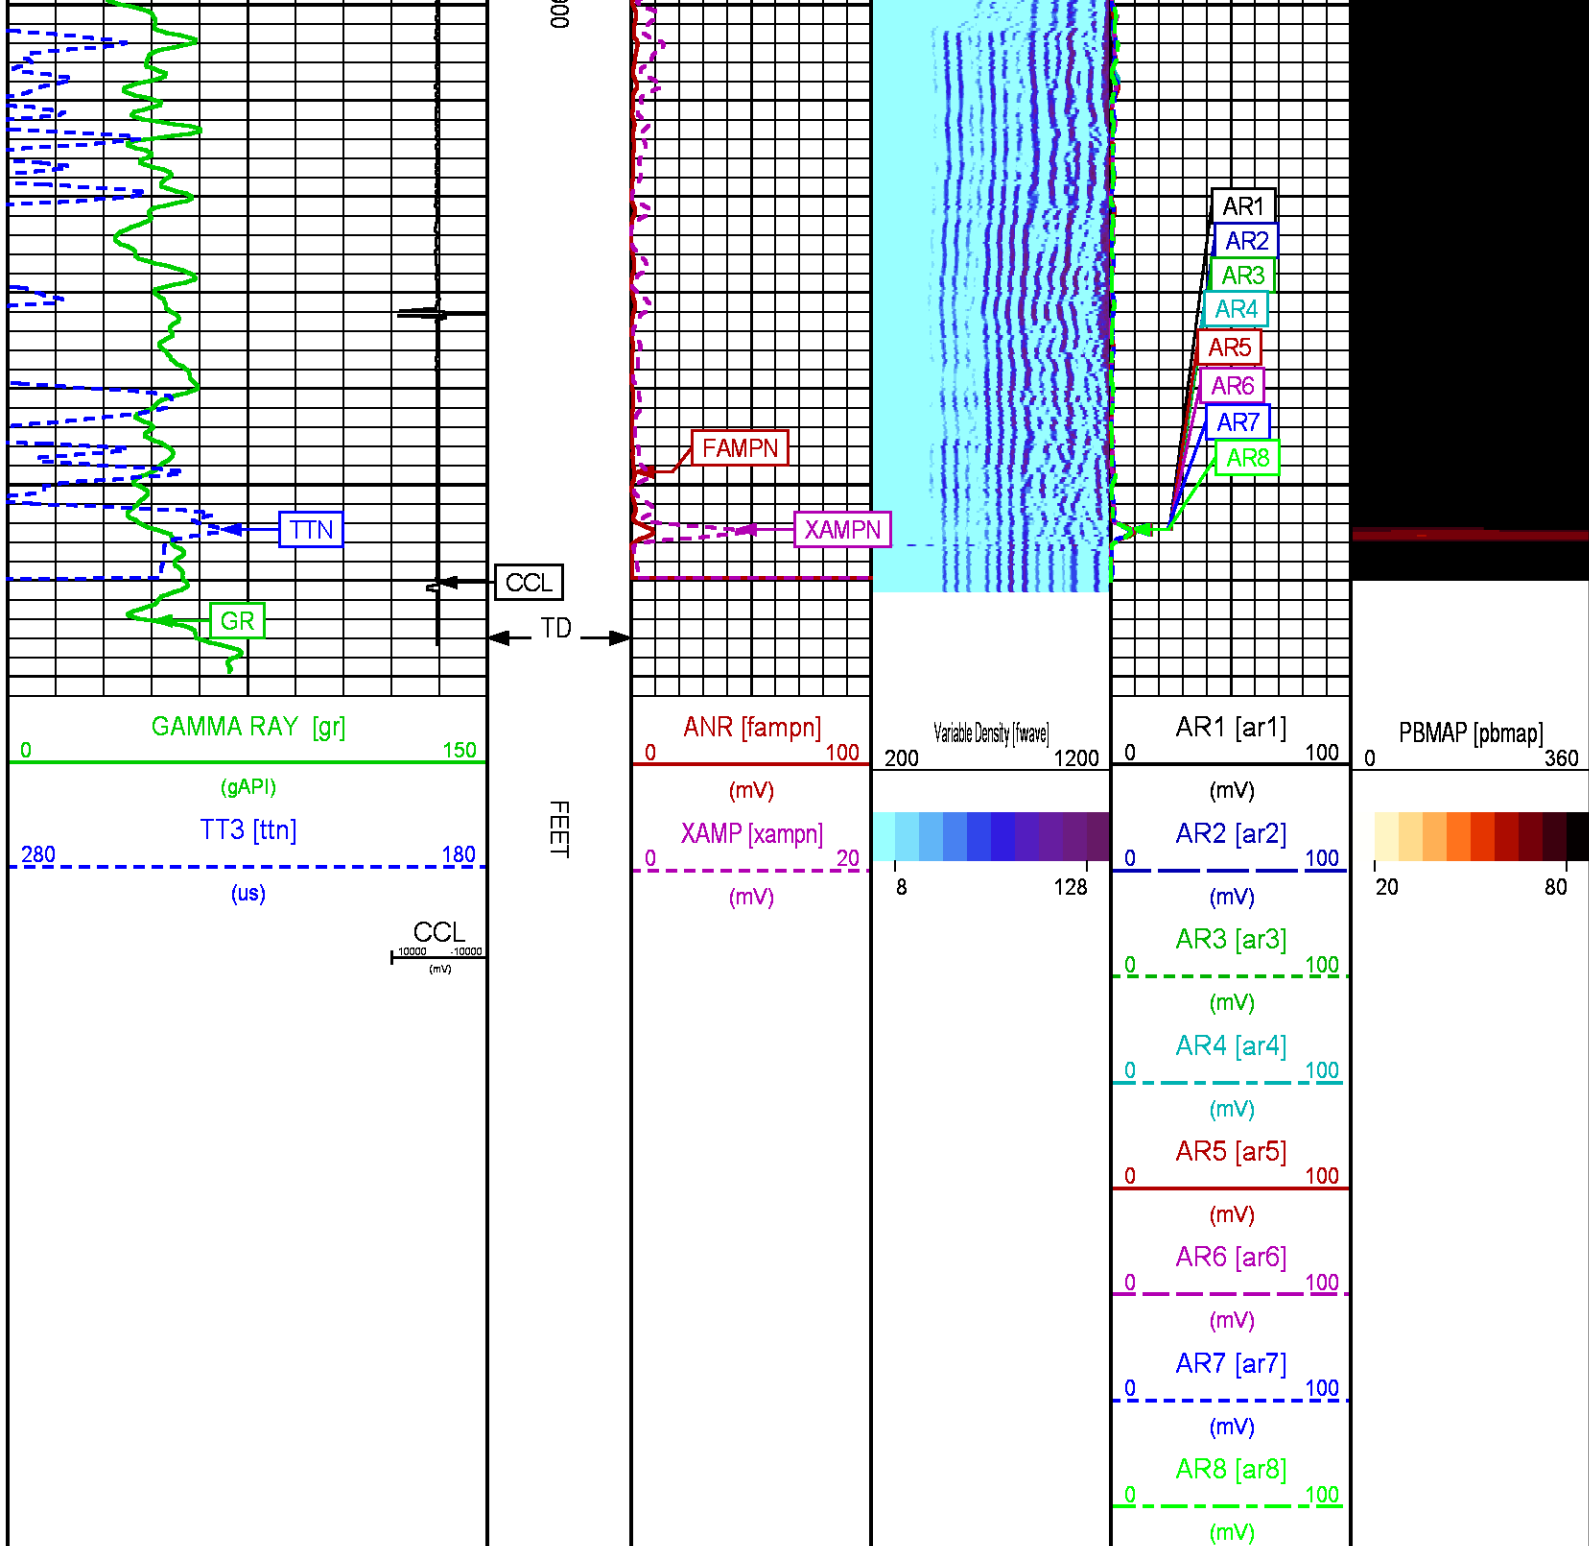 900
AR1
AR2
AR3
AR4
AR5
AR6
AR7
AR8
FAMPN
XAMPN
TTN
CCL
GR
TD
GAMMA RAY [gr]
0 150
(gAPI)
TT3 [ttn]
280 180
(us)
CCL
10000 -10000
(mV)
FEET
ANR [fampn]
0 100
(mV)
XAMP [xampn]
0 20
(mV)
Variable Density [fwave]
200 1200
8 128
AR1 [ar1]
0 100
(mV)
AR2 [ar2]
0 100
(mV)
AR3 [ar3]
0 100
(mV)
AR4 [ar4]
0 100
(mV)
AR5 [ar5]
0 100
(mV)
AR6 [ar6]
0 100
(mV)
AR7 [ar7]
0 100
(mV)
AR8 [ar8]
0 100
(mV)
PBMAP [pbmap]
0 360
20 80